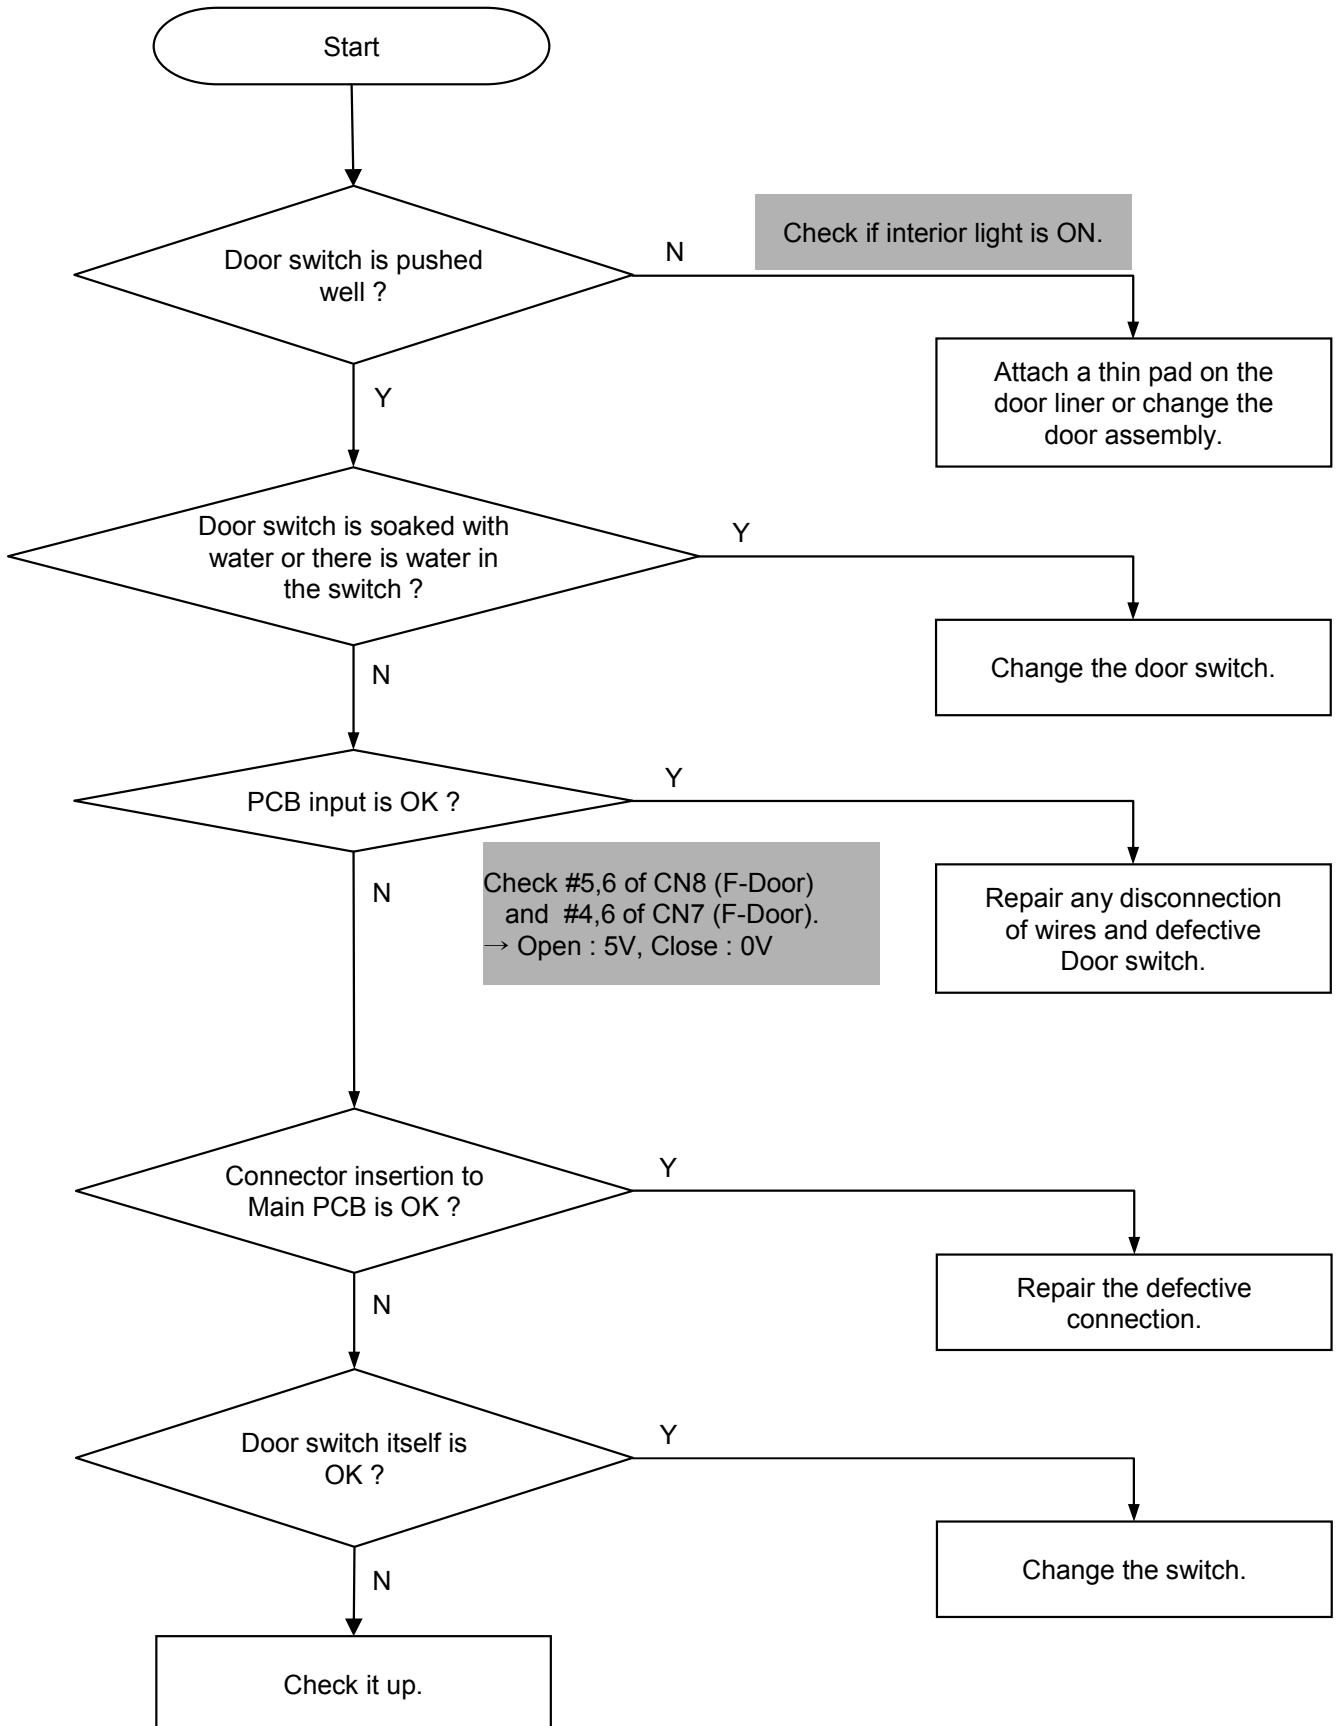 Start
Door switch is pushed
well ?
N
Check if interior light is ON.
Attach a thin pad on the
door liner or change the
door assembly.
Y
Door switch is soaked with
water or there is water in
the switch ?
Y
Change the door switch.
N
PCB input is OK ?
Y
Repair any disconnection
of wires and defective
Door switch.
N
Check #5,6 of CN8 (F-Door)
and #4,6 of CN7 (F-Door).
→ Open : 5V, Close : 0V
Connector insertion to
Main PCB is OK ?
Y
Repair the defective
connection.
N
Door switch itself is
OK ?
Y
Change the switch.
N
Check it up.